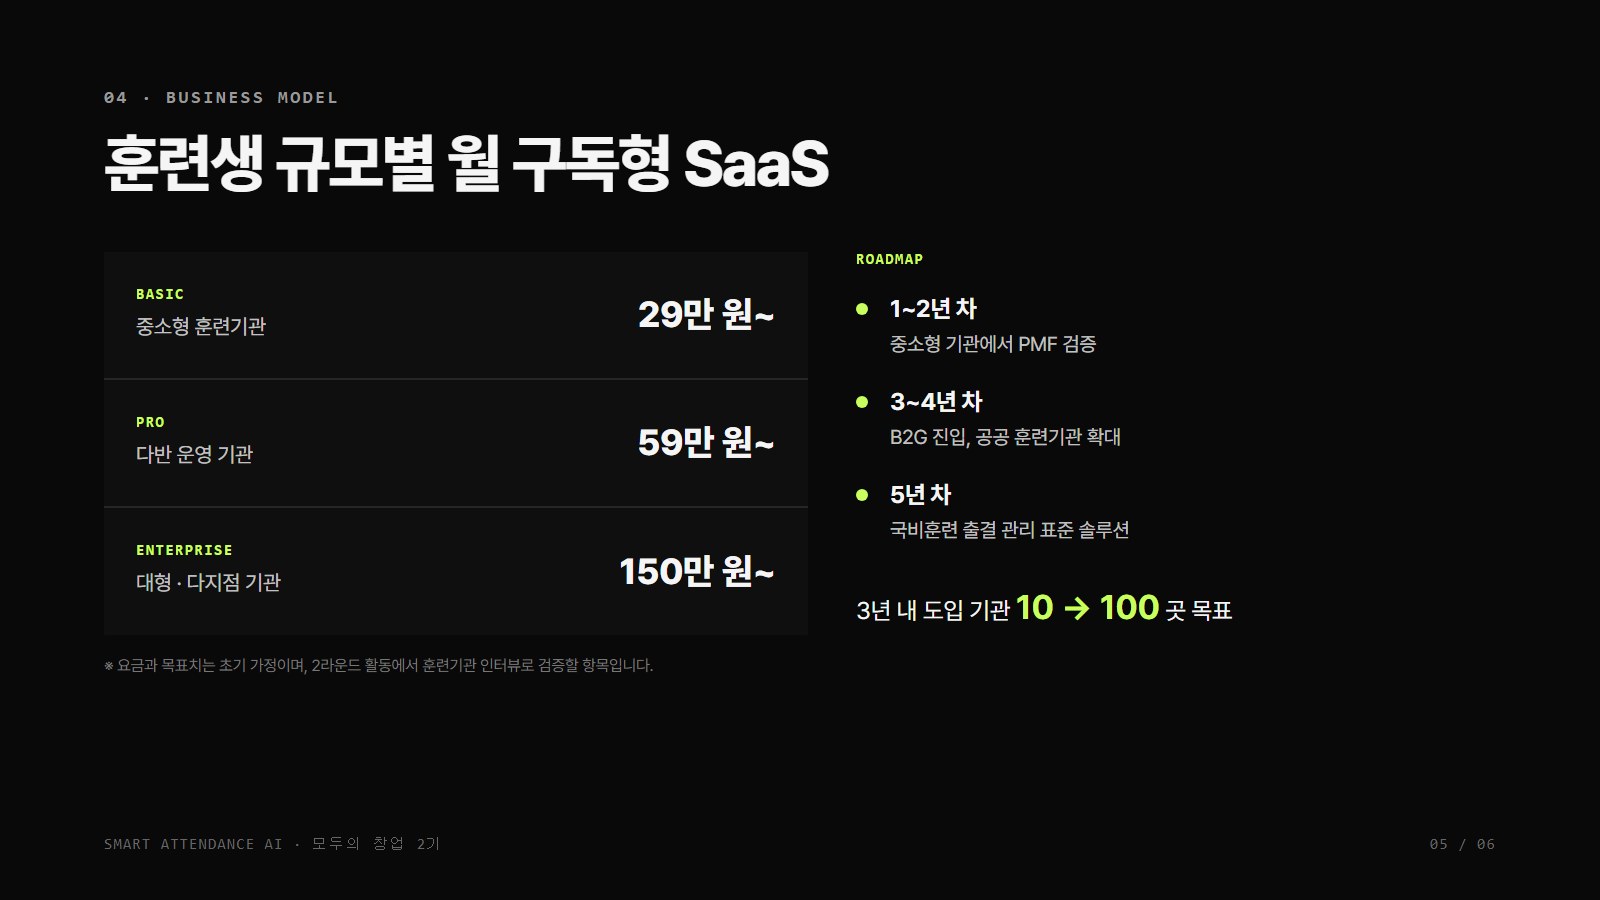 04 · BUSINESS MODEL
훈련생 규모별 월 구독형 SaaS
BASIC
중소형 훈련기관
29만 원~
PRO
다반 운영 기관
59만 원~
ENTERPRISE
대형 · 다지점 기관
150만 원~
※ 요금과 목표치는 초기 가정이며, 2라운드 활동에서 훈련기관 인터뷰로 검증할 항목입니다.
ROADMAP
1~2년 차
중소형 기관에서 PMF 검증
3~4년 차
B2G 진입, 공공 훈련기관 확대
5년 차
국비훈련 출결 관리 표준 솔루션
3년 내 도입 기관 10 → 100 곳 목표
SMART ATTENDANCE AI · 모두의 창업 2기
05 / 06